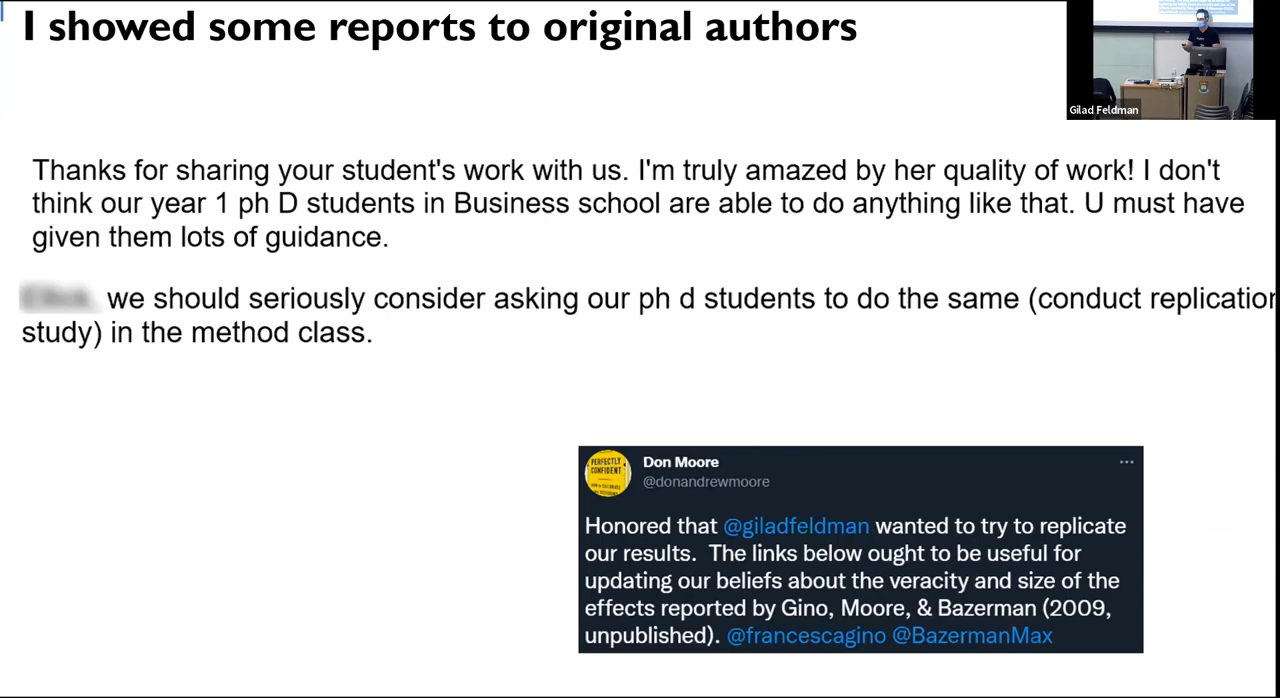 I showed some reports to original authors
Gilad Feldman
Thanks for sharing your student's work with us. I'm truly amazed by her quality of work! I don't
think our year 1 ph D students in Business school are able to do anything like that. U must have
given them lots of guidance.
we should seriously consider asking our ph d students to do the same (conduct replication
study) in the method class.
PERFECTLY
CONFIDENT
Don Moore
@donandrewmoore
Honored that @giladfeldman wanted to try to replicate
our results. The links below ought to be useful for
updating our beliefs about the veracity and size of the
effects reported by Gino, Moore, & Bazerman (2009,
unpublished). @francescagino @BazermanMax